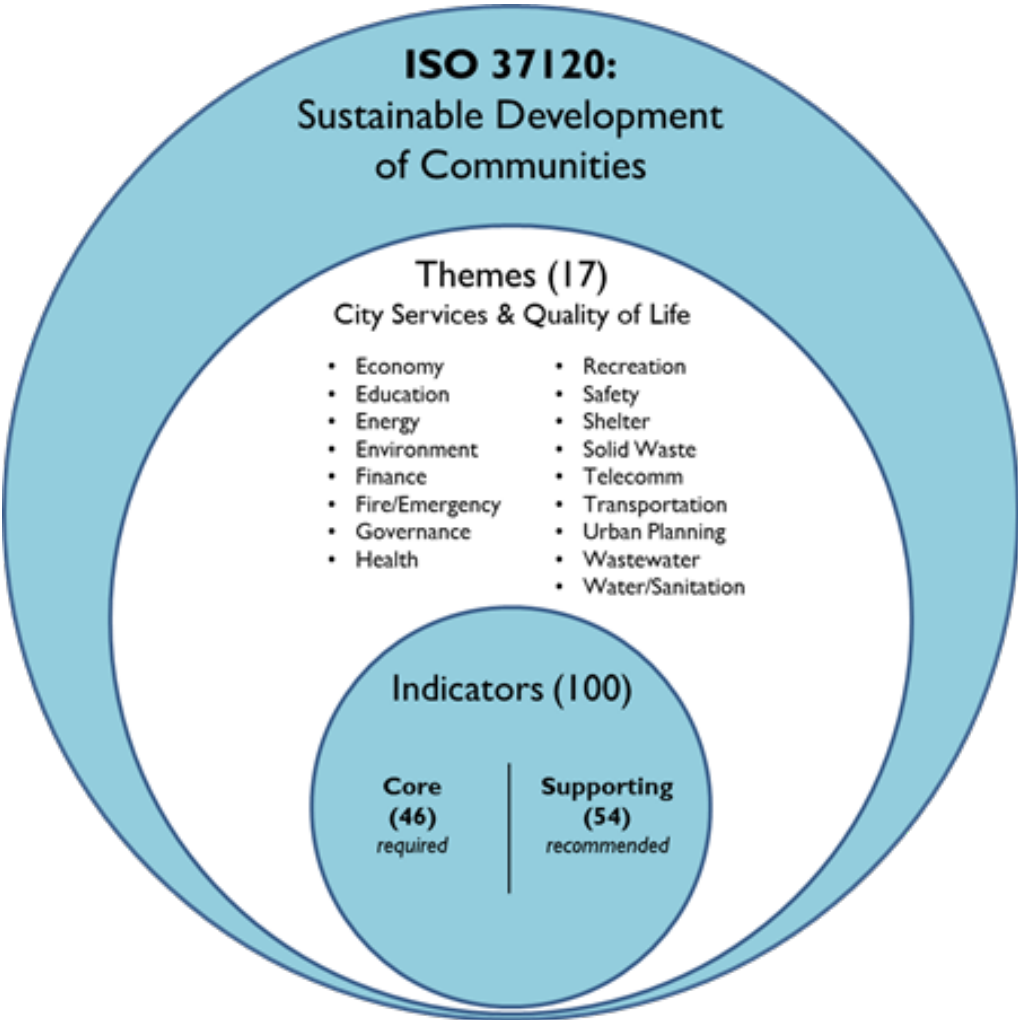 ISO 37120:
Sustainable Development
of Communities
Themes (17)
City Services & Quality of Life
• Economy
• Education
• Energy
• Environment
• Finance
• Fire/Emergency
• Governance
• Health
• Recreation
• Safety
• Shelter
• Solid Waste
• Telecomm
• Transportation
• Urban Planning
• Wastewater
• Water/Sanitation
Indicators (100)
Core
(46)
required
Supporting
(54)
recommended